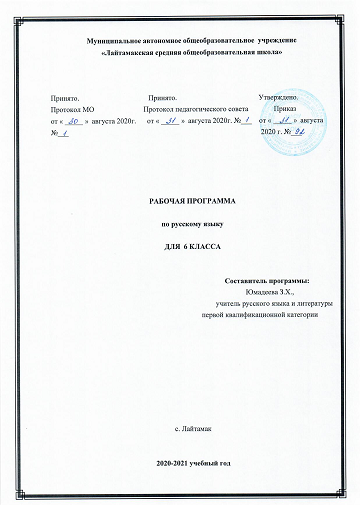 Муниципальное автономное общеобразовательное учреждение
«Лайтамакская средняя общеобразовательная школа»
Принято. Принято. Утверждено.
Протокол МО Протокол педагогического совета Приказ
от « 30 » августа 2020г. от « 31 » августа 2020г. № 1 от « 31 » августа
№ 1 2020 г. №
РАБОЧАЯ ПРОГРАММА
по русскому языку
ДЛЯ 6 КЛАССА
Составитель программы:
Юмадеева З.Х.,
учитель русского языка и литературы
первой квалификационной категории
с. Лайтамак
2020-2021 учебный год